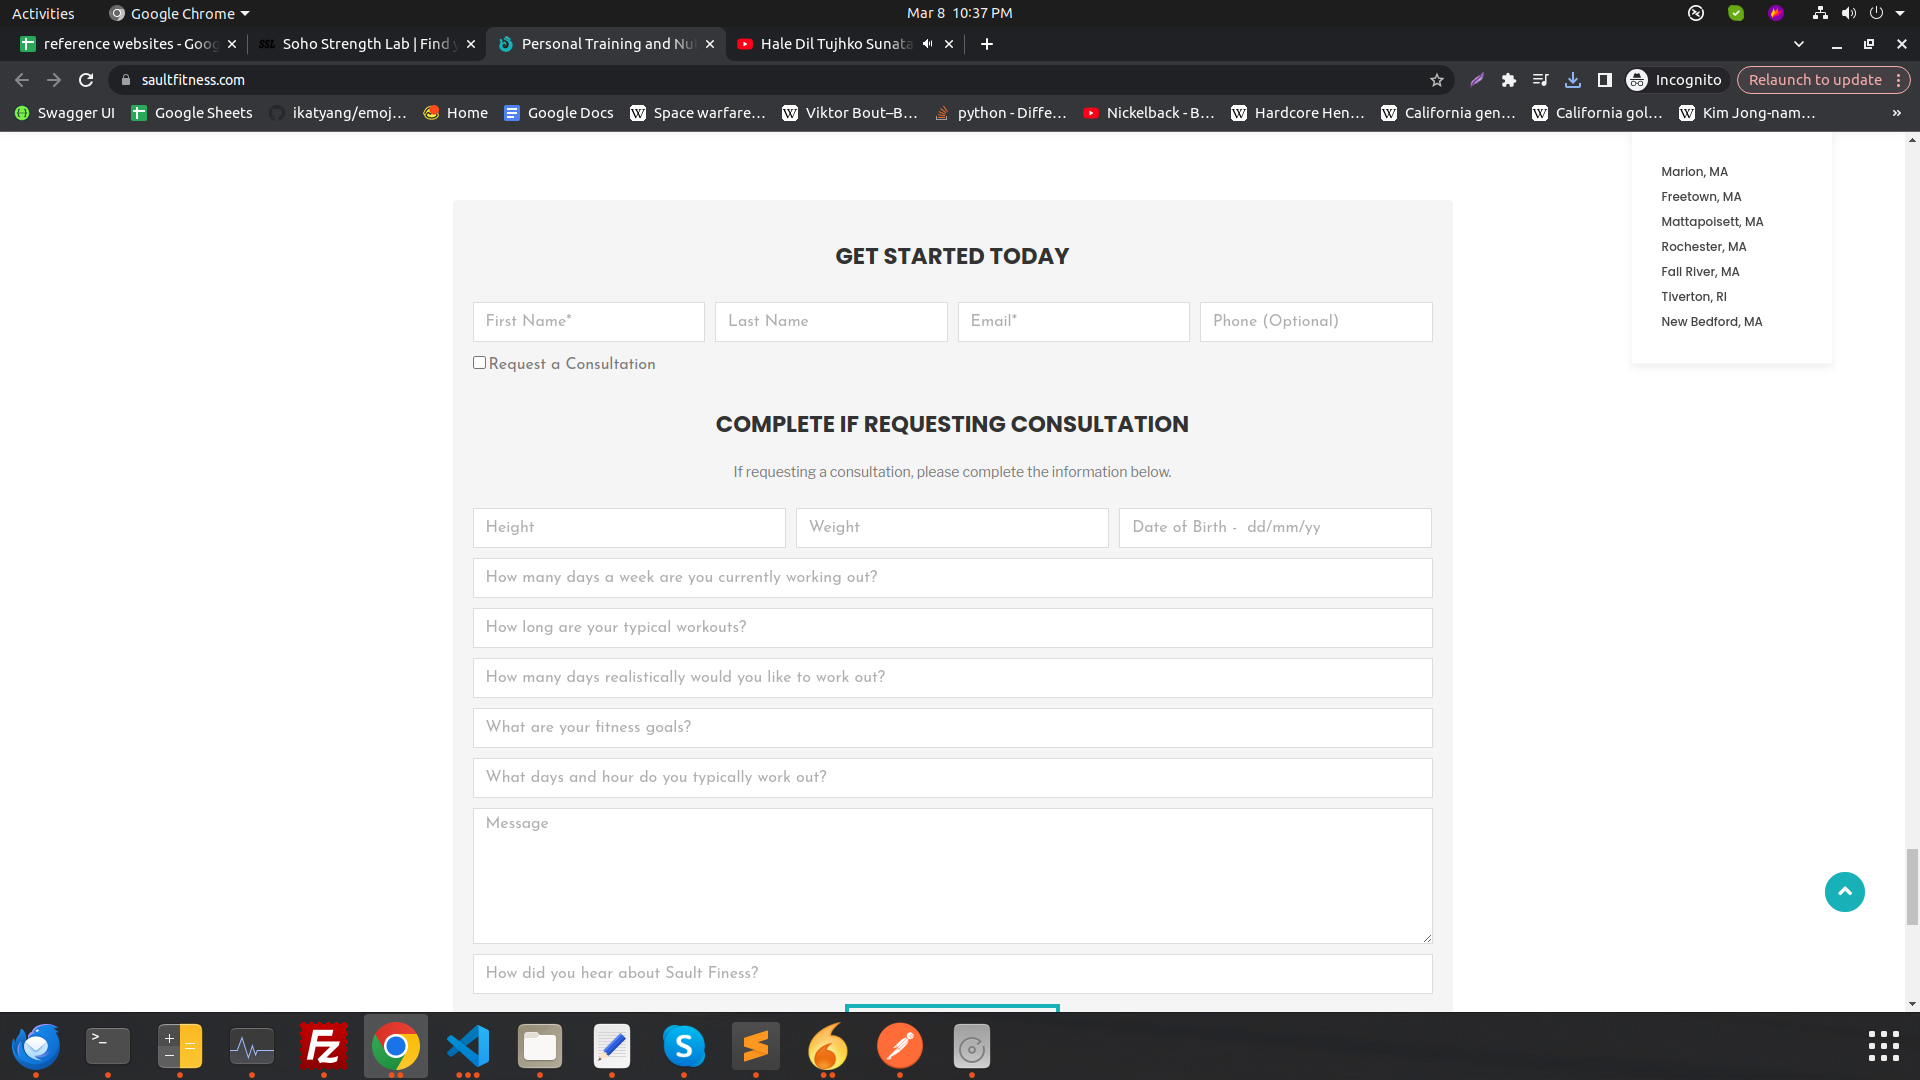 Activities
Google Chrome
Mar 8 10:37 PM
reference websites - Goog
SSL
Soho Strength Lab | Find y
Personal Training and Nu
Hale Dil Tujhko Sunata
saultfitness.com
Incognito
Relaunch to update
Swagger UI
Google Sheets
ikatyang/emoj…
Home
Google Docs
Space warfare…
Viktor Bout–B…
python - Diffe…
Nickelback - B…
Hardcore Hen…
California gen…
California gol…
Kim Jong-nam…
»
Marion, MA
Freetown, MA
Mattapoisett, MA
Rochester, MA
Fall River, MA
Tiverton, RI
New Bedford, MA
GET STARTED TODAY
First Name*
Last Name
Email*
Phone (Optional)
Request a Consultation
COMPLETE IF REQUESTING CONSULTATION
If requesting a consultation, please complete the information below.
Height
Weight
Date of Birth - dd/mm/yy
How many days a week are you currently working out?
How long are your typical workouts?
How many days realistically would you like to work out?
What are your fitness goals?
What days and hour do you typically work out?
Message
How did you hear about Sault Finess?